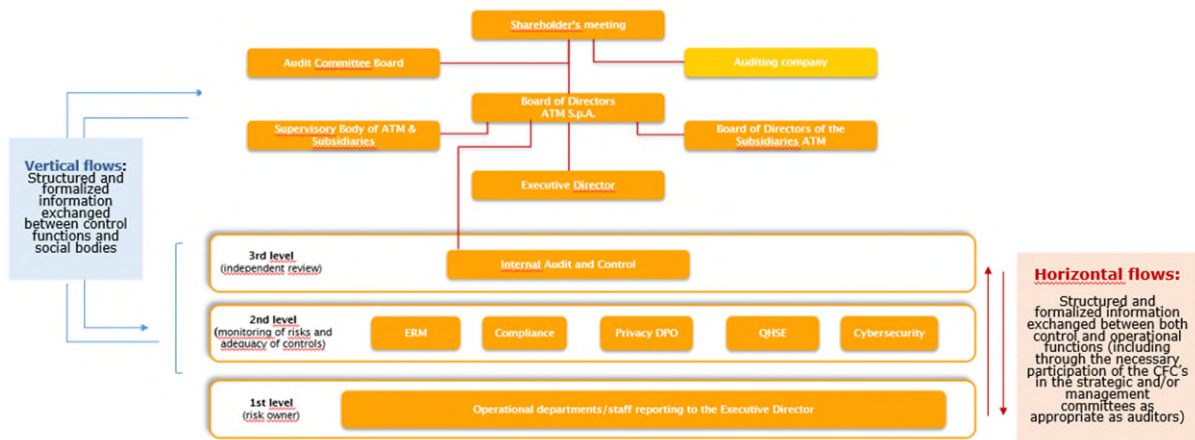 Shareholder's meeting
Audit Committee Board
Auditing company
Board of Directors
ATM S.p.A.
Supervisory Body of ATM &
Subsidiaries
Board of Directors of the
Subsidiaries ATM
Executive Director
Vertical flows:
Structured and
formalized
information
exchanged
between control
functions and
social bodies
3rd level
(independent review)
Internal Audit and Control
2nd level
(monitoring of risks and
adequacy of controls)
ERM
Compliance
Privacy DPO
QHSE
Cybersecurity
1st level
(risk owner)
Operational departments/staff reporting to the Executive Director
Horizontal flows:
Structured and
formalized information
exchanged between both
control and operational
functions (including
through the necessary
participation of the CFC's
in the strategic and/or
management
committees as
appropriate as auditors)